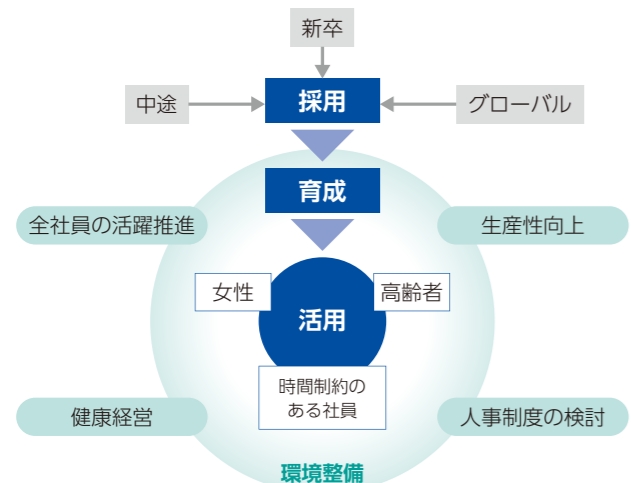 新卒
中途
採用
グローバル
育成
全社員の活躍推進
生産性向上
女性
高齢者
活用
時間制約の
ある社員
健康経営
人事制度の検討
環境整備